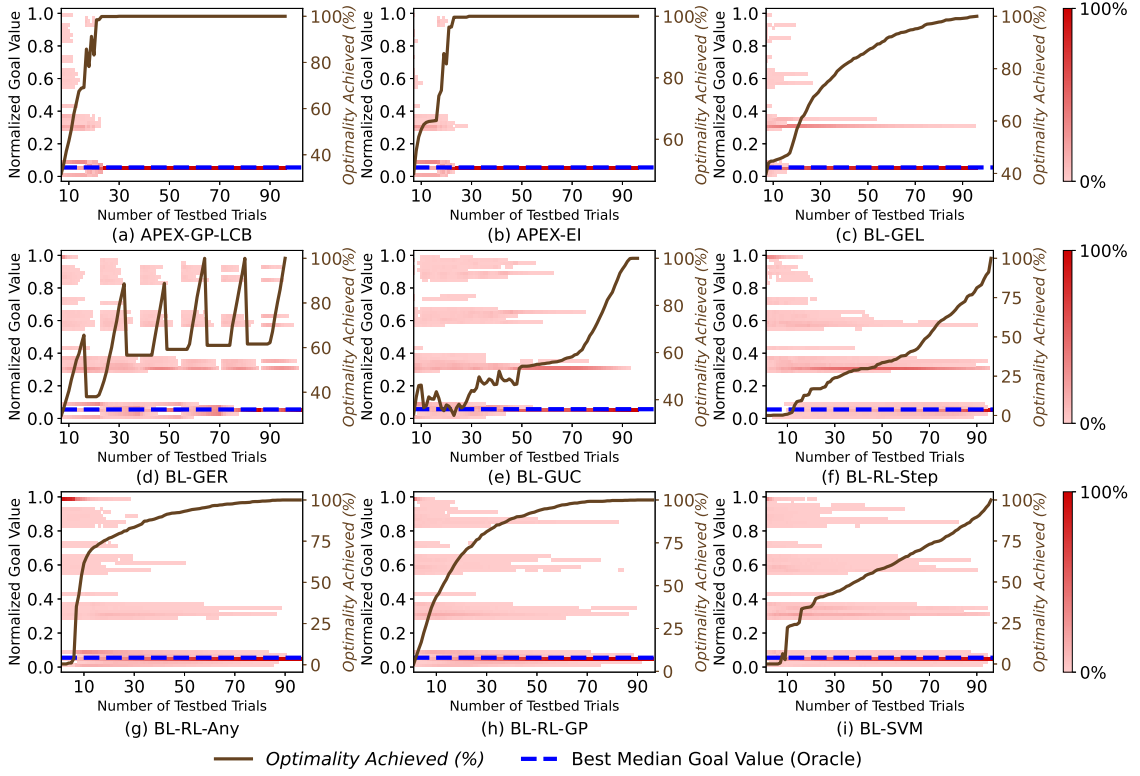 1.0
0.8
0.6
0.4
0.2
0.0
Normalized Goal Value
10 30 50 70 90
Number of Testbed Trials
100
80
60
40
Optimality Achieved (%)
(a) APEX-GP-LCB
1.0
0.8
0.6
0.4
0.2
0.0
Normalized Goal Value
10 30 50 70 90
Number of Testbed Trials
100
80
60
Optimality Achieved (%)
(b) APEX-EI
1.0
0.8
0.6
0.4
0.2
0.0
Normalized Goal Value
10 30 50 70 90
Number of Testbed Trials
100
80
60
40
Optimality Achieved (%)
(c) BL-GEL
100%
0%
1.0
0.8
0.6
0.4
0.2
0.0
Normalized Goal Value
10 30 50 70 90
Number of Testbed Trials
100
80
60
40
Optimality Achieved (%)
(d) BL-GER
1.0
0.8
0.6
0.4
0.2
0.0
Normalized Goal Value
10 30 50 70 90
Number of Testbed Trials
100
80
60
40
Optimality Achieved (%)
(e) BL-GUC
1.0
0.8
0.6
0.4
0.2
0.0
Normalized Goal Value
10 30 50 70 90
Number of Testbed Trials
100
75
50
25
0
Optimality Achieved (%)
(f) BL-RL-Step
100%
0%
1.0
0.8
0.6
0.4
0.2
0.0
Normalized Goal Value
10 30 50 70 90
Number of Testbed Trials
100
75
50
25
0
Optimality Achieved (%)
(g) BL-RL-Any
1.0
0.8
0.6
0.4
0.2
0.0
Normalized Goal Value
10 30 50 70 90
Number of Testbed Trials
100
75
50
25
0
Optimality Achieved (%)
(h) BL-RL-GP
1.0
0.8
0.6
0.4
0.2
0.0
Normalized Goal Value
10 30 50 70 90
Number of Testbed Trials
100
75
50
25
0
Optimality Achieved (%)
(i) BL-SVM
100%
0%
Optimality Achieved (%)
Best Median Goal Value (Oracle)